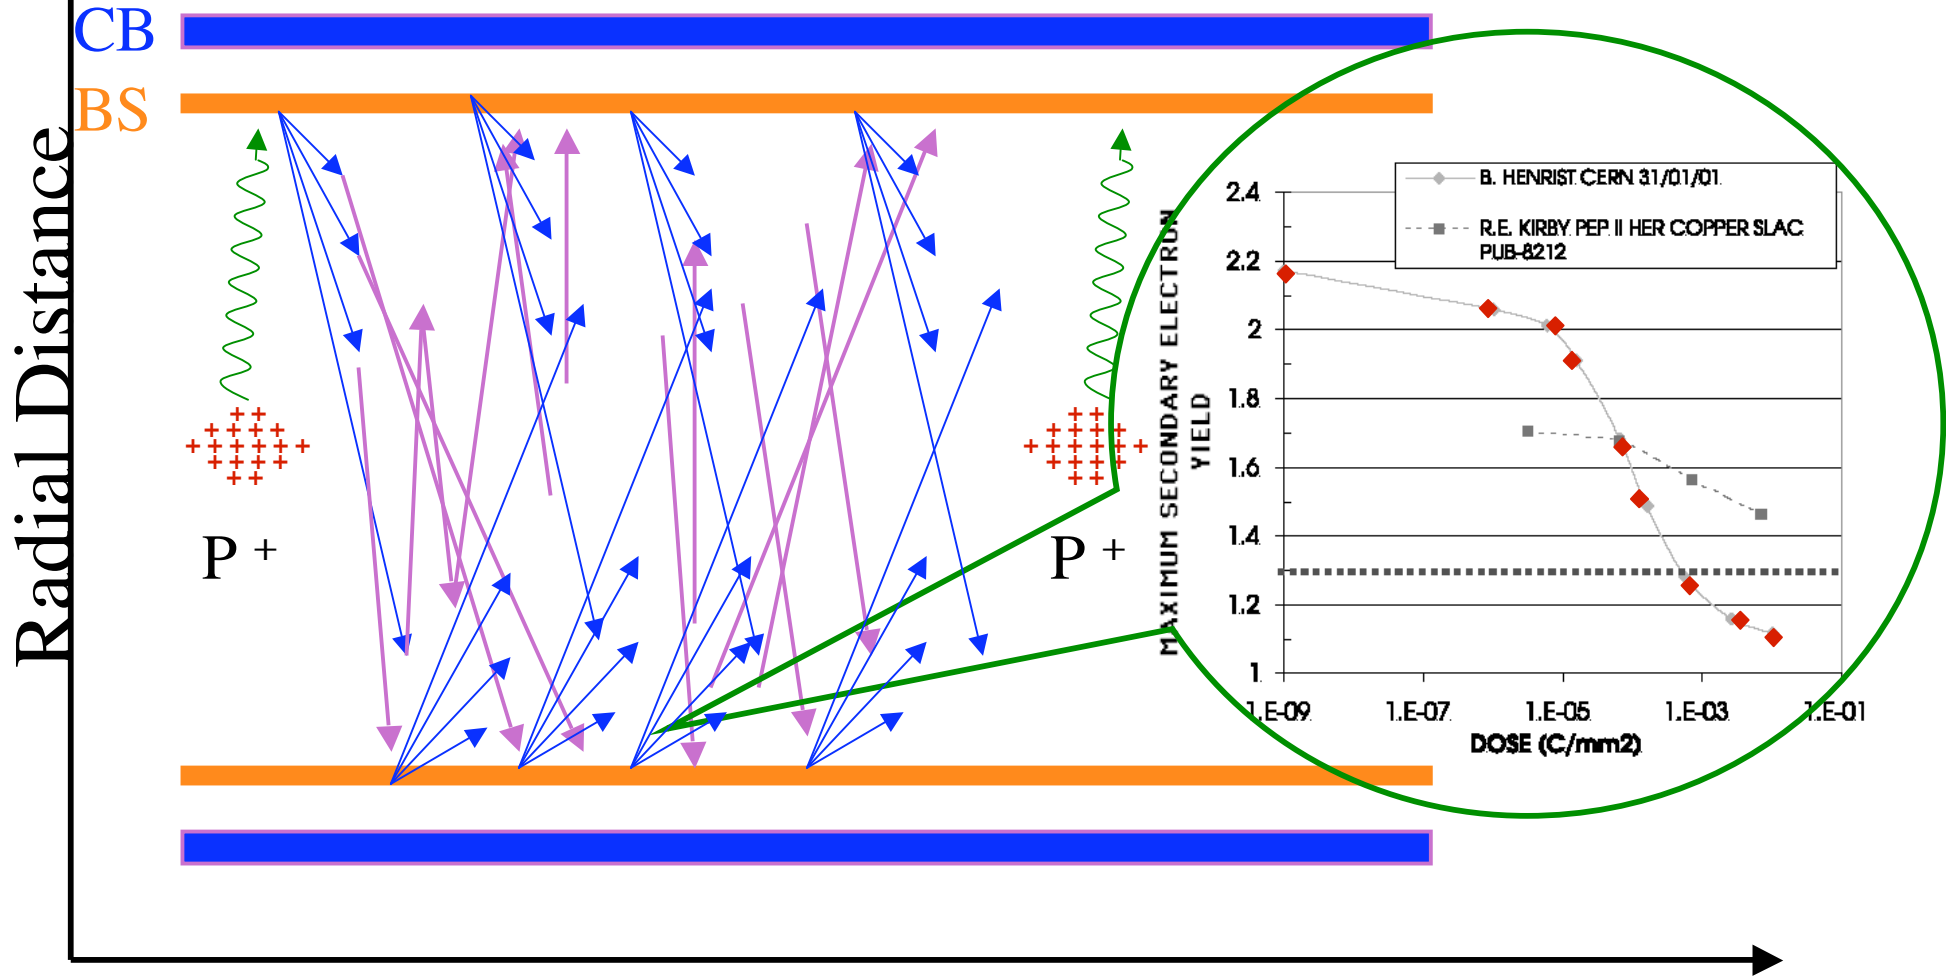 CB
BS
Radial Distance
P +
P +
B. HENRIST CERN 31/01/01
R.E. KIRBY PEP II HER COPPER SLAC
PUB-8212
MAXIMUM SECONDARY ELECTRON
YIELD
2.4
2.2
2
1.8
1.6
1.4
1.2
1
1.E-09
1.E-07
1.E-05
1.E-03
1.E-01
DOSE (C/mm2)